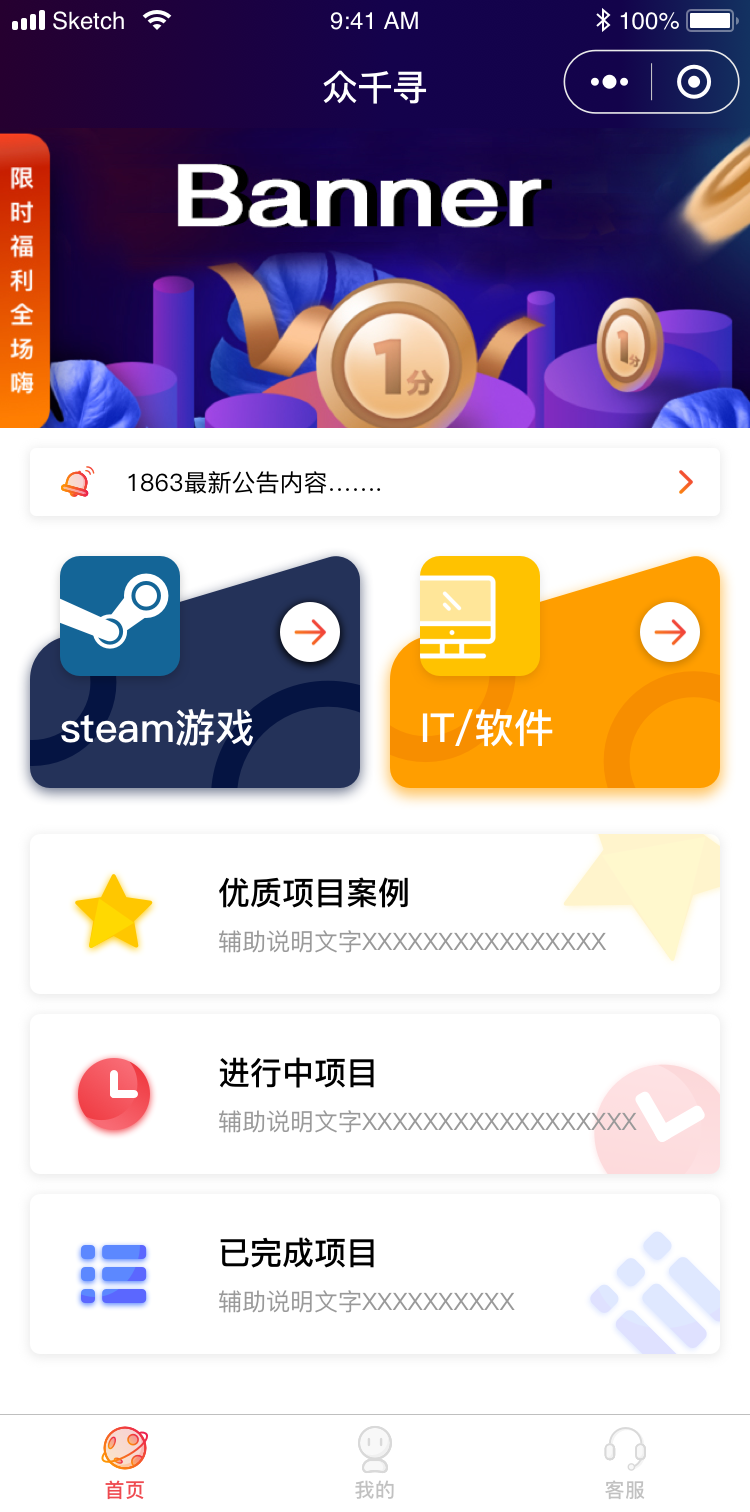 Sketch 9:41 AM 100%
众千寻
限时福利全场嗨
Banner
1分
1分
1863最新公告内容.......
steam游戏
IT/软件
优质项目案例
辅助说明文字XXXXXXXXXXXXXXXX
进行中项目
辅助说明文字XXXXXXXXXXXXXXXXXX
已完成项目
辅助说明文字XXXXXXXXXX
首页 我的 客服